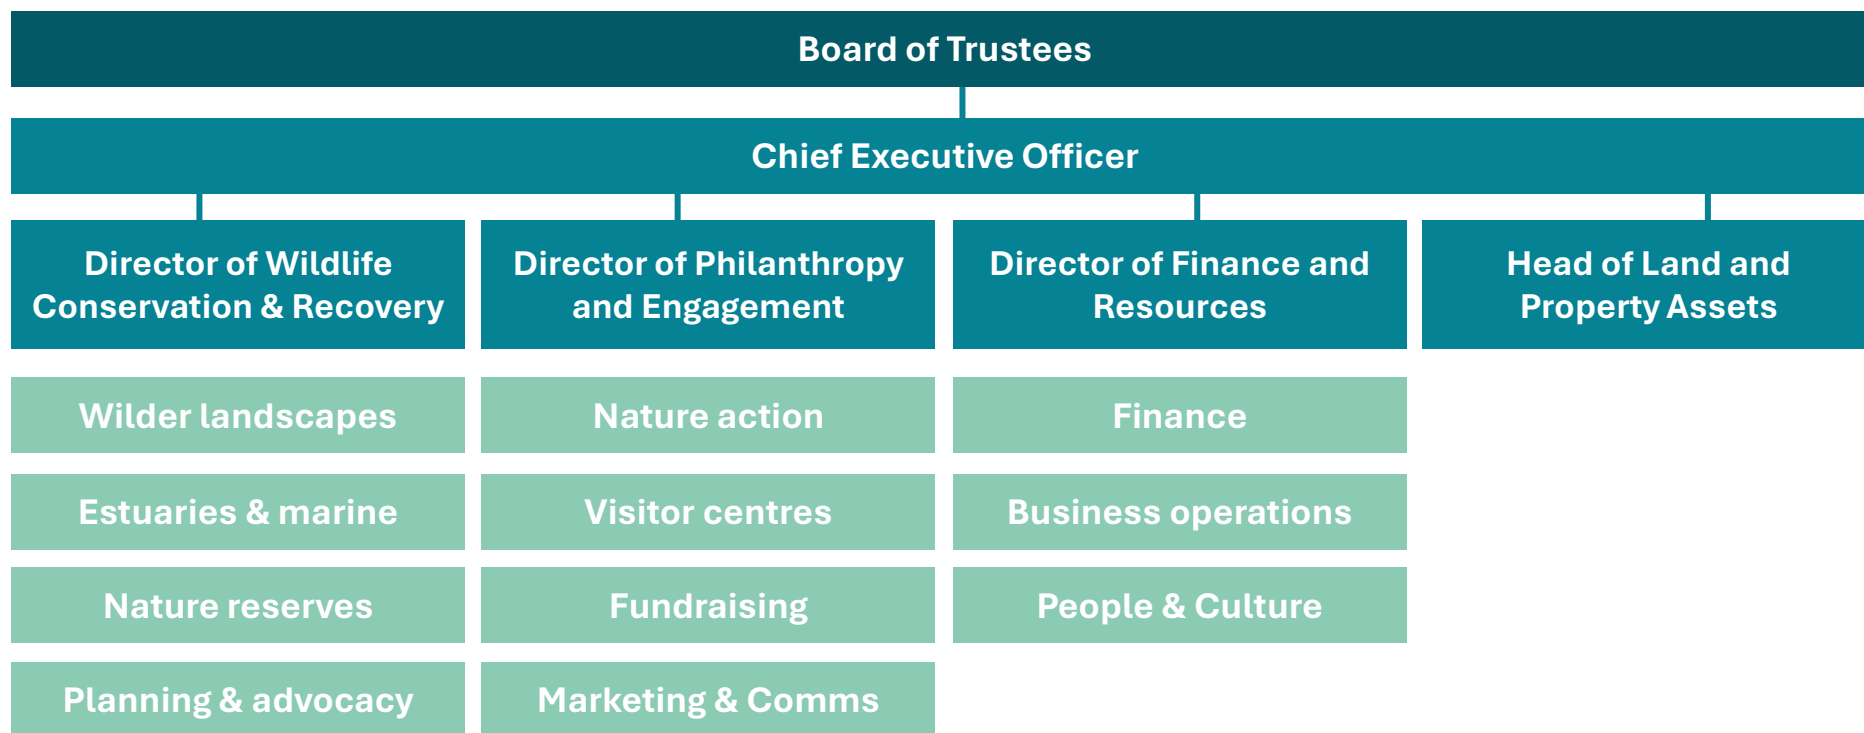 Board of Trustees
Chief Executive Officer
Director of Wildlife
Conservation & Recovery
Director of Philanthropy
and Engagement
Director of Finance and
Resources
Head of Land and
Property Assets
Wilder landscapes
Nature action
Finance
Estuaries & marine
Visitor centres
Business operations
Nature reserves
Fundraising
People & Culture
Planning & advocacy
Marketing & Comms